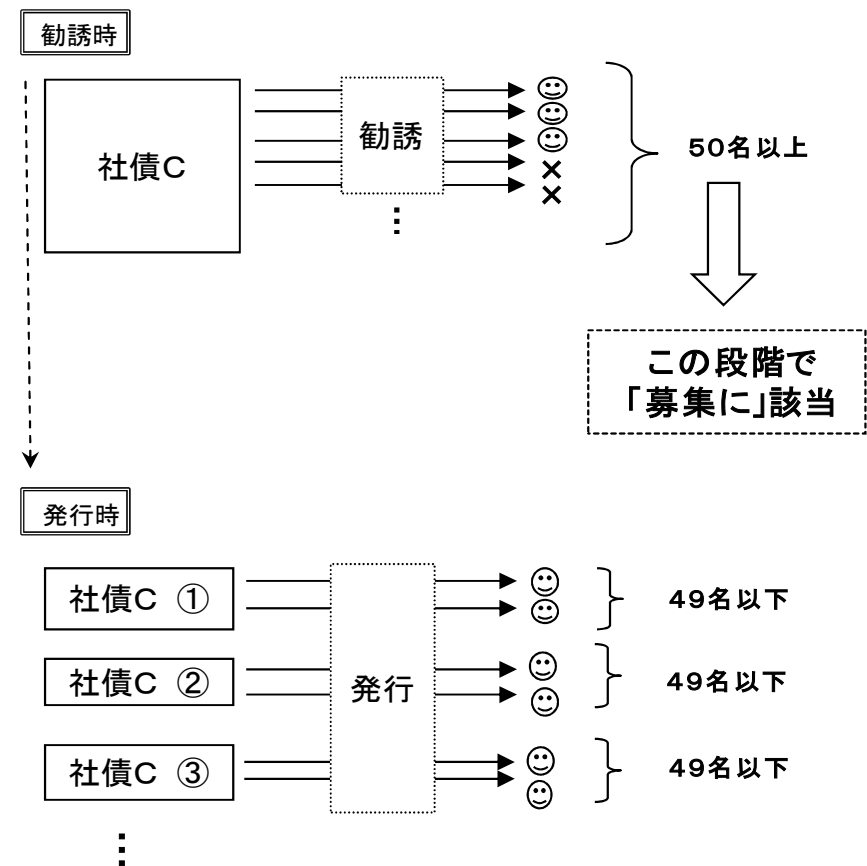 勧誘時
社債C
勧誘
50名以上
この段階で
「募集に」該当
発行時
社債C ①
49名以下
社債C ②
発行
49名以下
社債C ③
49名以下